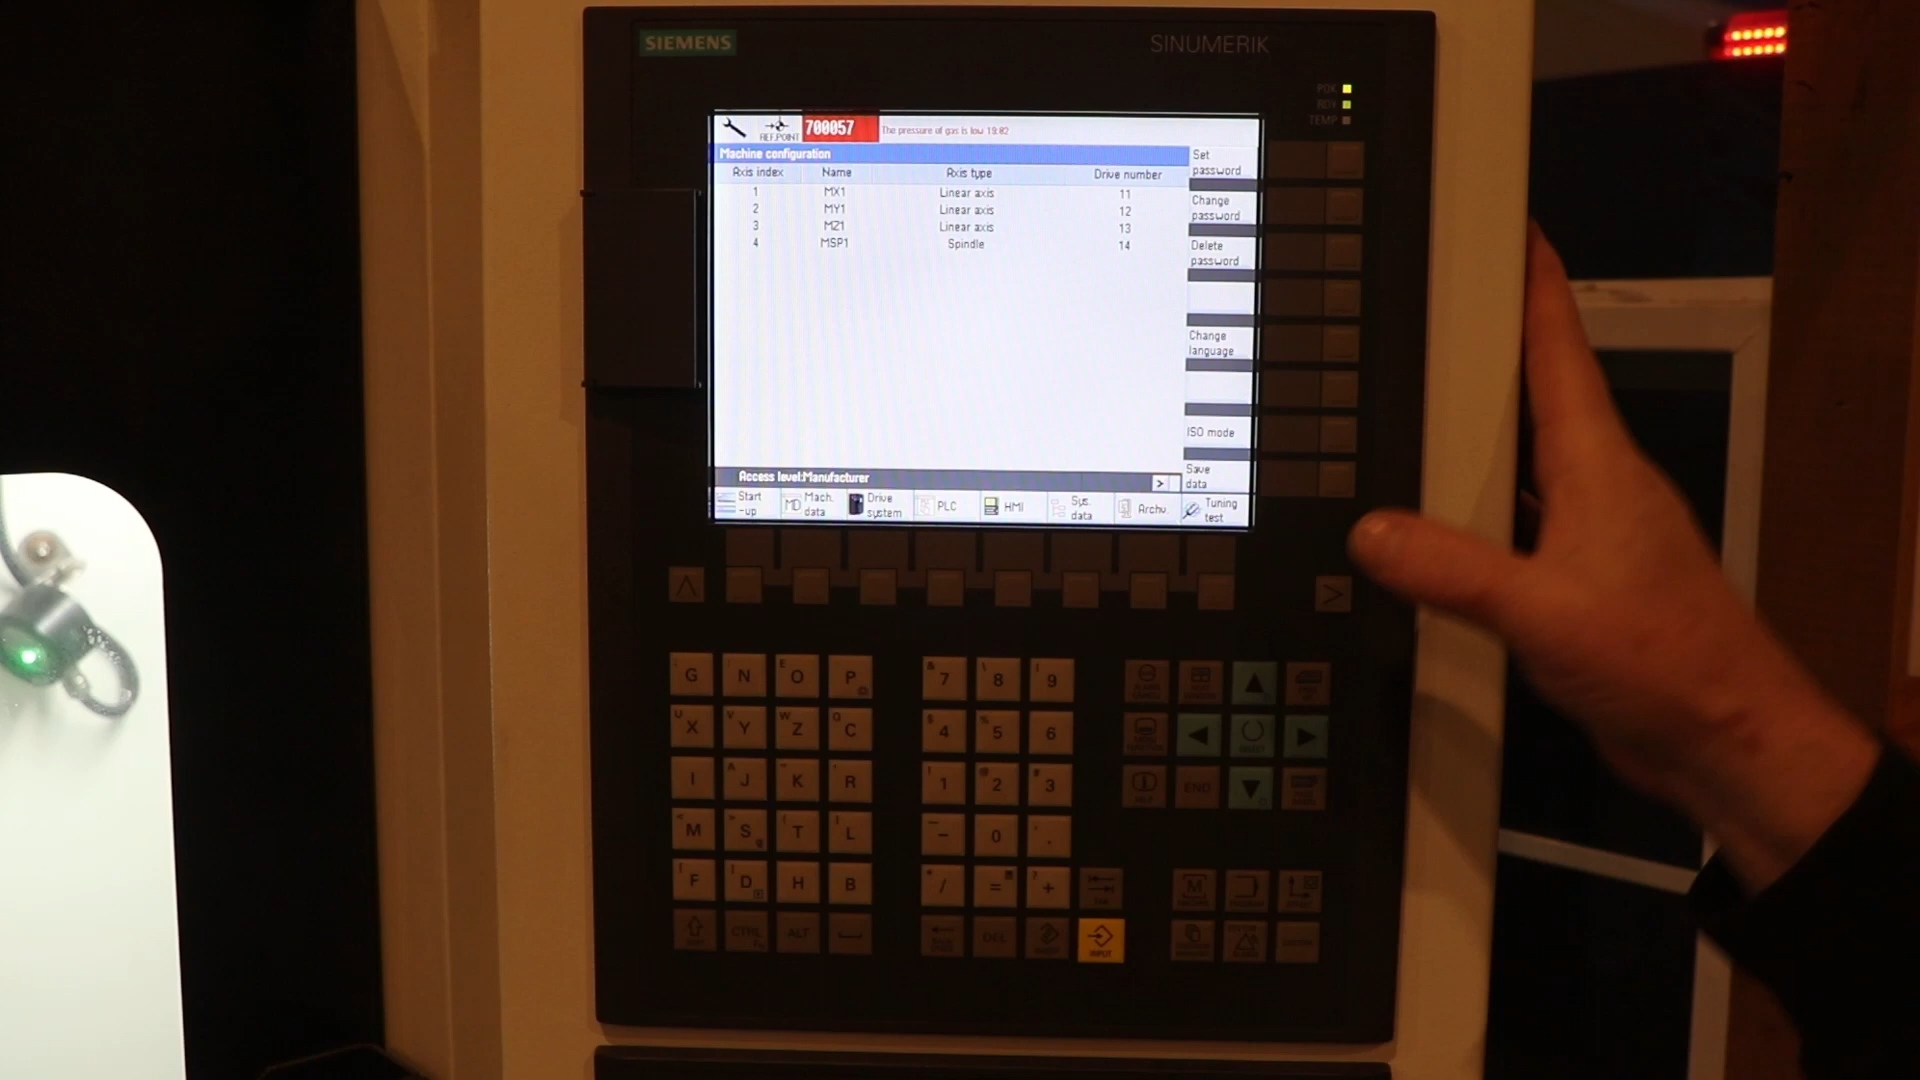 SIEMENS
SINUMERIK
POK
RDY
TEMP
REF.POINT
700057
The pressure of gas is low 19:02
Machine configuration
Axis index Name Axis type Drive number
1 MX1 Linear axis 11
2 MY1 Linear axis 12
3 MZ1 Linear axis 13
4 MSP1 Spindle 14
Set password
Change password
Delete password
Change language
ISO mode
Save data
Access level:Manufacturer
>
Start-up
MD Mach. data
Drive system
PLC
HMI
Sys. data
Archv.
Tuning test
G N O P
7 8 9
X Y Z C
4 5 6
I J K R
1 2 3
HELP
END
M S T L
- 0 .
F D H B
/ = +
CTRL ALT
DEL
INPUT